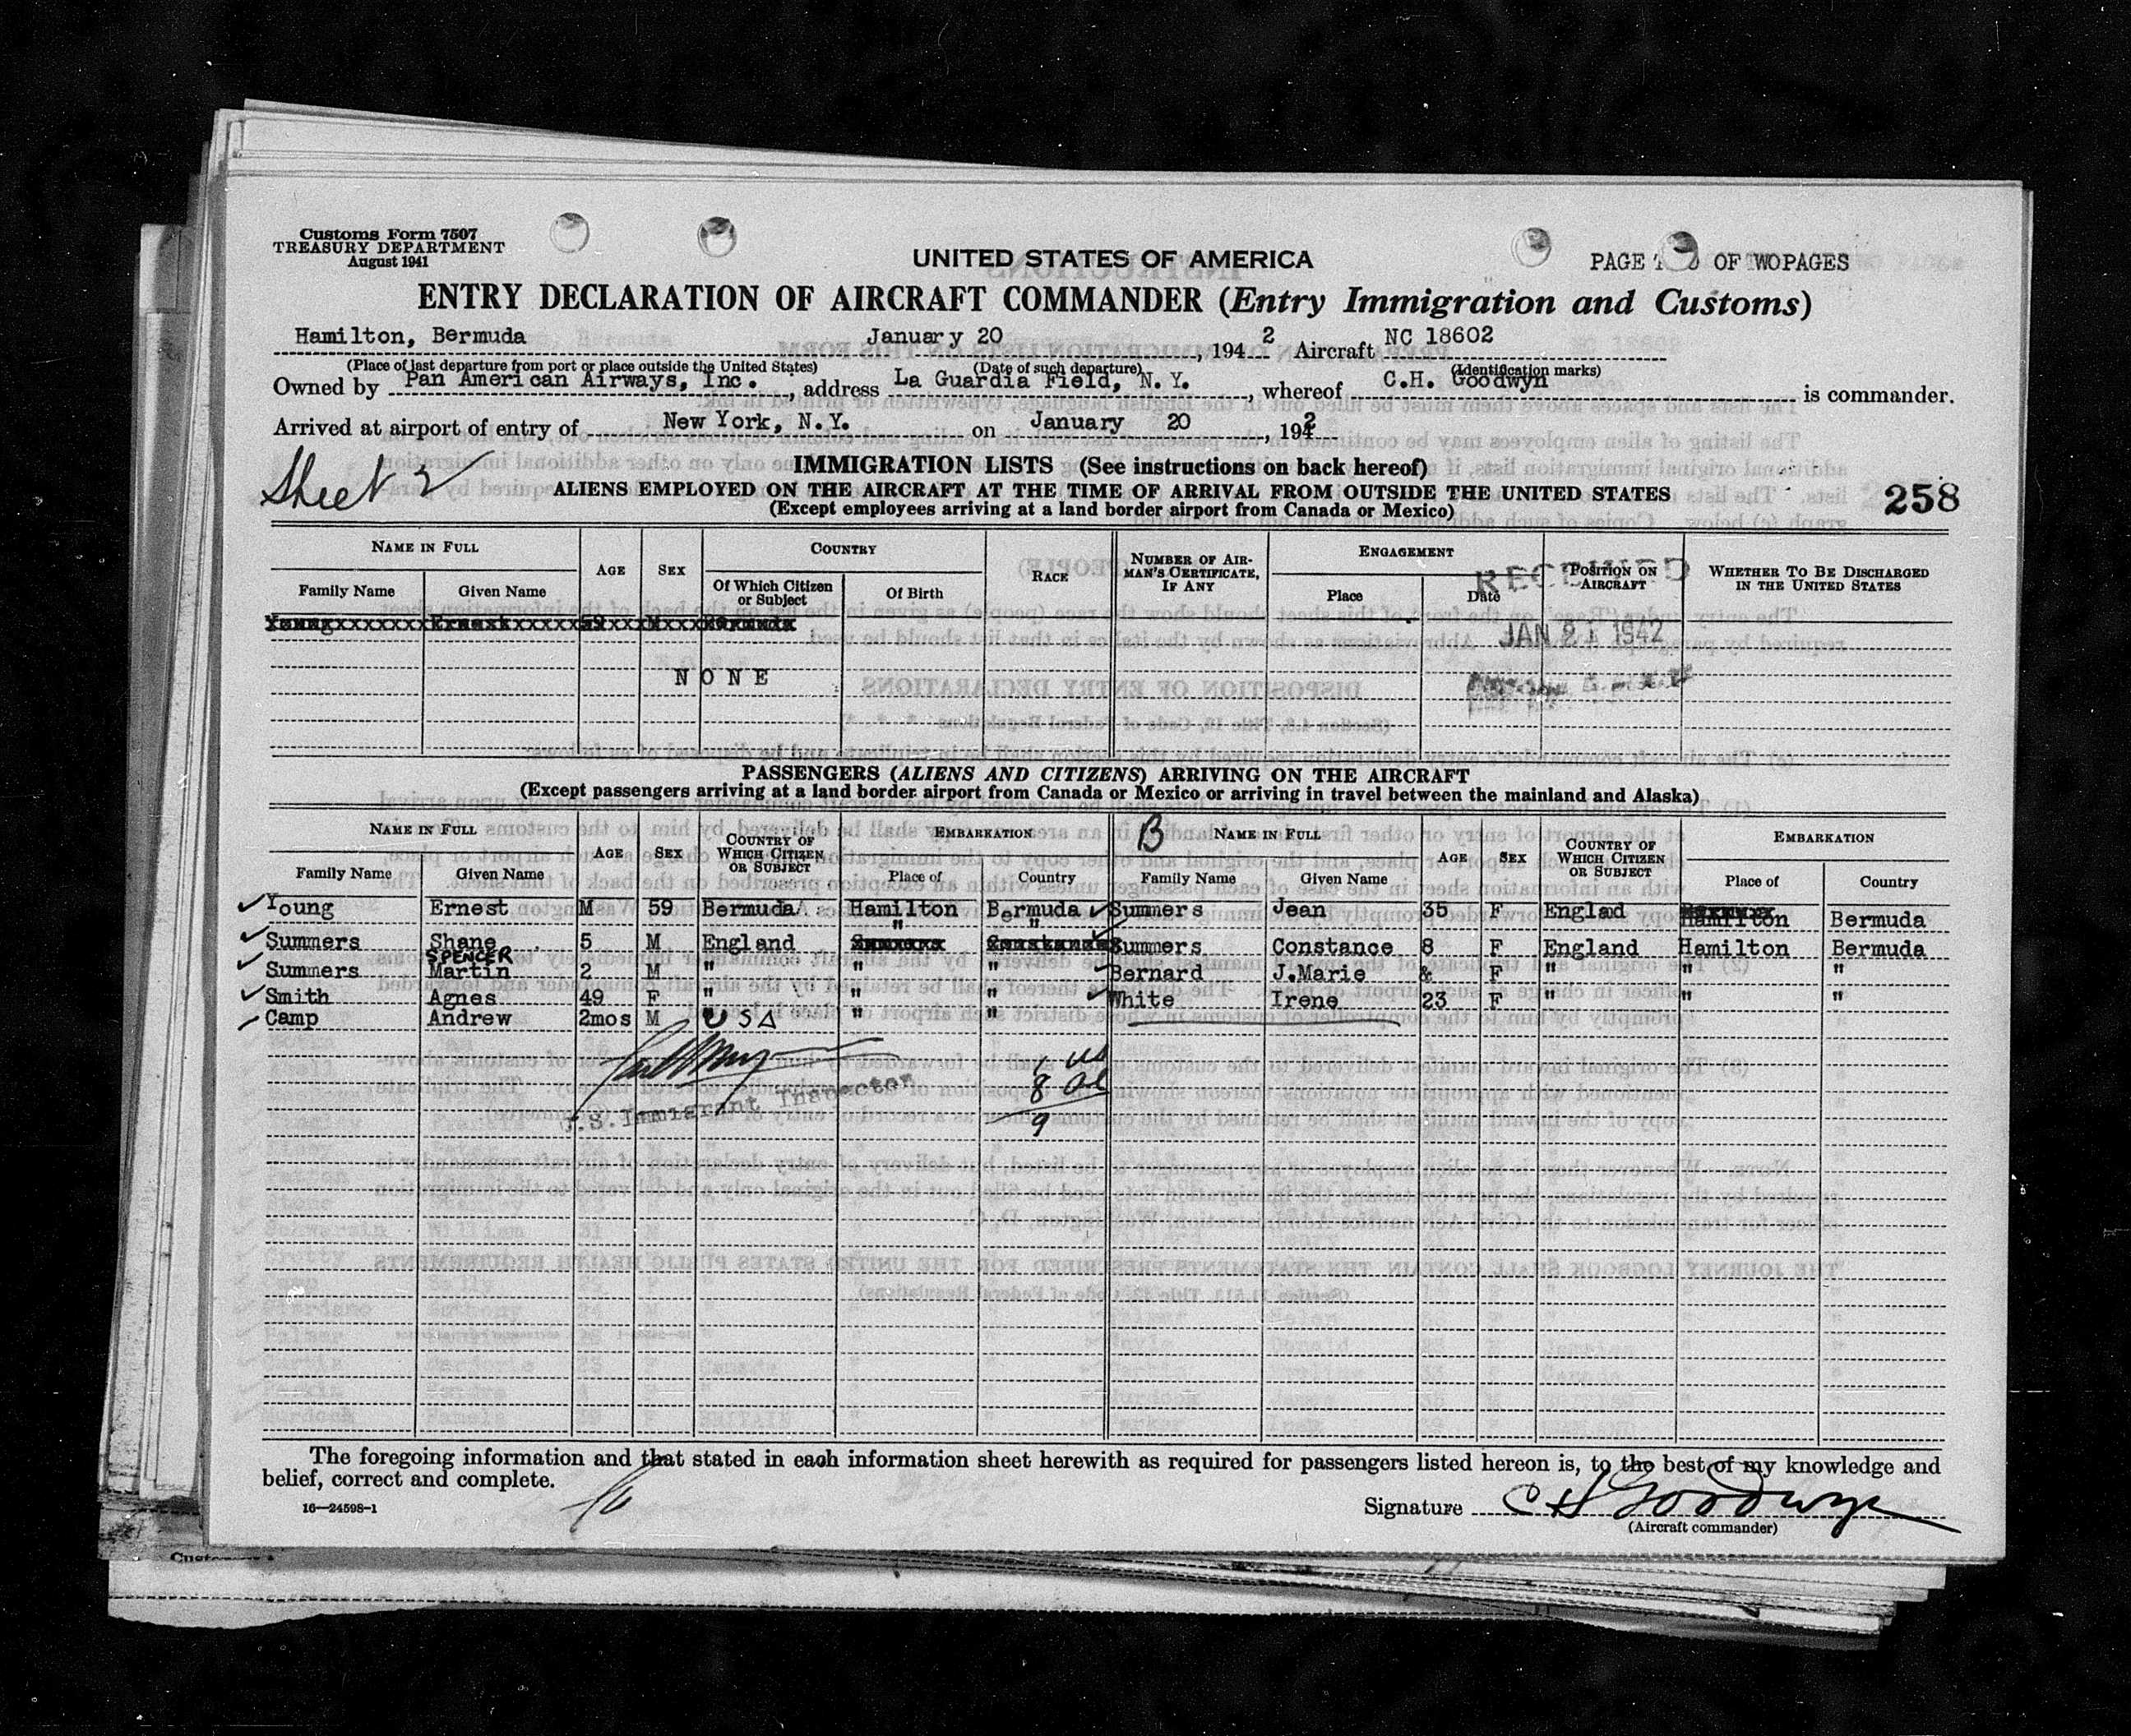 Customs Form 7507
TREASURY DEPARTMENT
August 1941
UNITED STATES OF AMERICA
PAGE OF TWOPAGES
ENTRY DECLARATION OF AIRCRAFT COMMANDER (Entry Immigration and Customs)
Hamilton, Bermuda January 20, 1942 Aircraft NC 18602
(Place of last departure from port or place outside the United States) (Date of such departure) (Identification marks)
Owned by Pan American Airways, Inc., address La Guardia Field, N.Y., whereof C.H. Goodwyn is commander.
Arrived at airport of entry of New York, N.Y. on January 20, 1942
Sheet 2
IMMIGRATION LISTS (See instructions on back hereof)
ALIENS EMPLOYED ON THE AIRCRAFT AT THE TIME OF ARRIVAL FROM OUTSIDE THE UNITED STATES
258
(Except employees arriving at a land border airport from Canada or Mexico)
NAME IN FULL AGE SEX COUNTRY RACE NUMBER OF AIRMAN'S CERTIFICATE, IF ANY ENGAGEMENT POSITION ON AIRCRAFT WHETHER TO BE DISCHARGED IN THE UNITED STATES
Family Name Given Name Of Which Citizen or Subject Of Birth Place Date
RECEIVED
Young Ernest 59 M Bermuda
JAN 21 1942
NONE
PASSENGERS (ALIENS AND CITIZENS) ARRIVING ON THE AIRCRAFT
(Except passengers arriving at a land border airport from Canada or Mexico or arriving in travel between the mainland and Alaska)
NAME IN FULL AGE SEX COUNTRY OF WHICH CITIZEN OR SUBJECT EMBARKATION B NAME IN FULL AGE SEX COUNTRY OF WHICH CITIZEN OR SUBJECT EMBARKATION
Family Name Given Name Place of Country Family Name Given Name Place of Country
Young Ernest M 59 Bermuda Hamilton Bermuda Summers Jean 35 F Englad Hamilton Bermuda
Summers Shane 5 M England " " Summers Constance 8 F England Hamilton Bermuda
SPENCER
Summers Martin 2 M " " " Bernard J.Marie & F " " "
Smith Agnes 49 F " " " White Irene 23 F " " "
Camp Andrew 2mos M USA " "
1 US
8 al
9
U.S. Immigrant Inspector
The foregoing information and that stated in each information sheet herewith as required for passengers listed hereon is, to the best of my knowledge and
belief, correct and complete.
16—24598-1
Signature C H Goodwyn
(Aircraft commander)